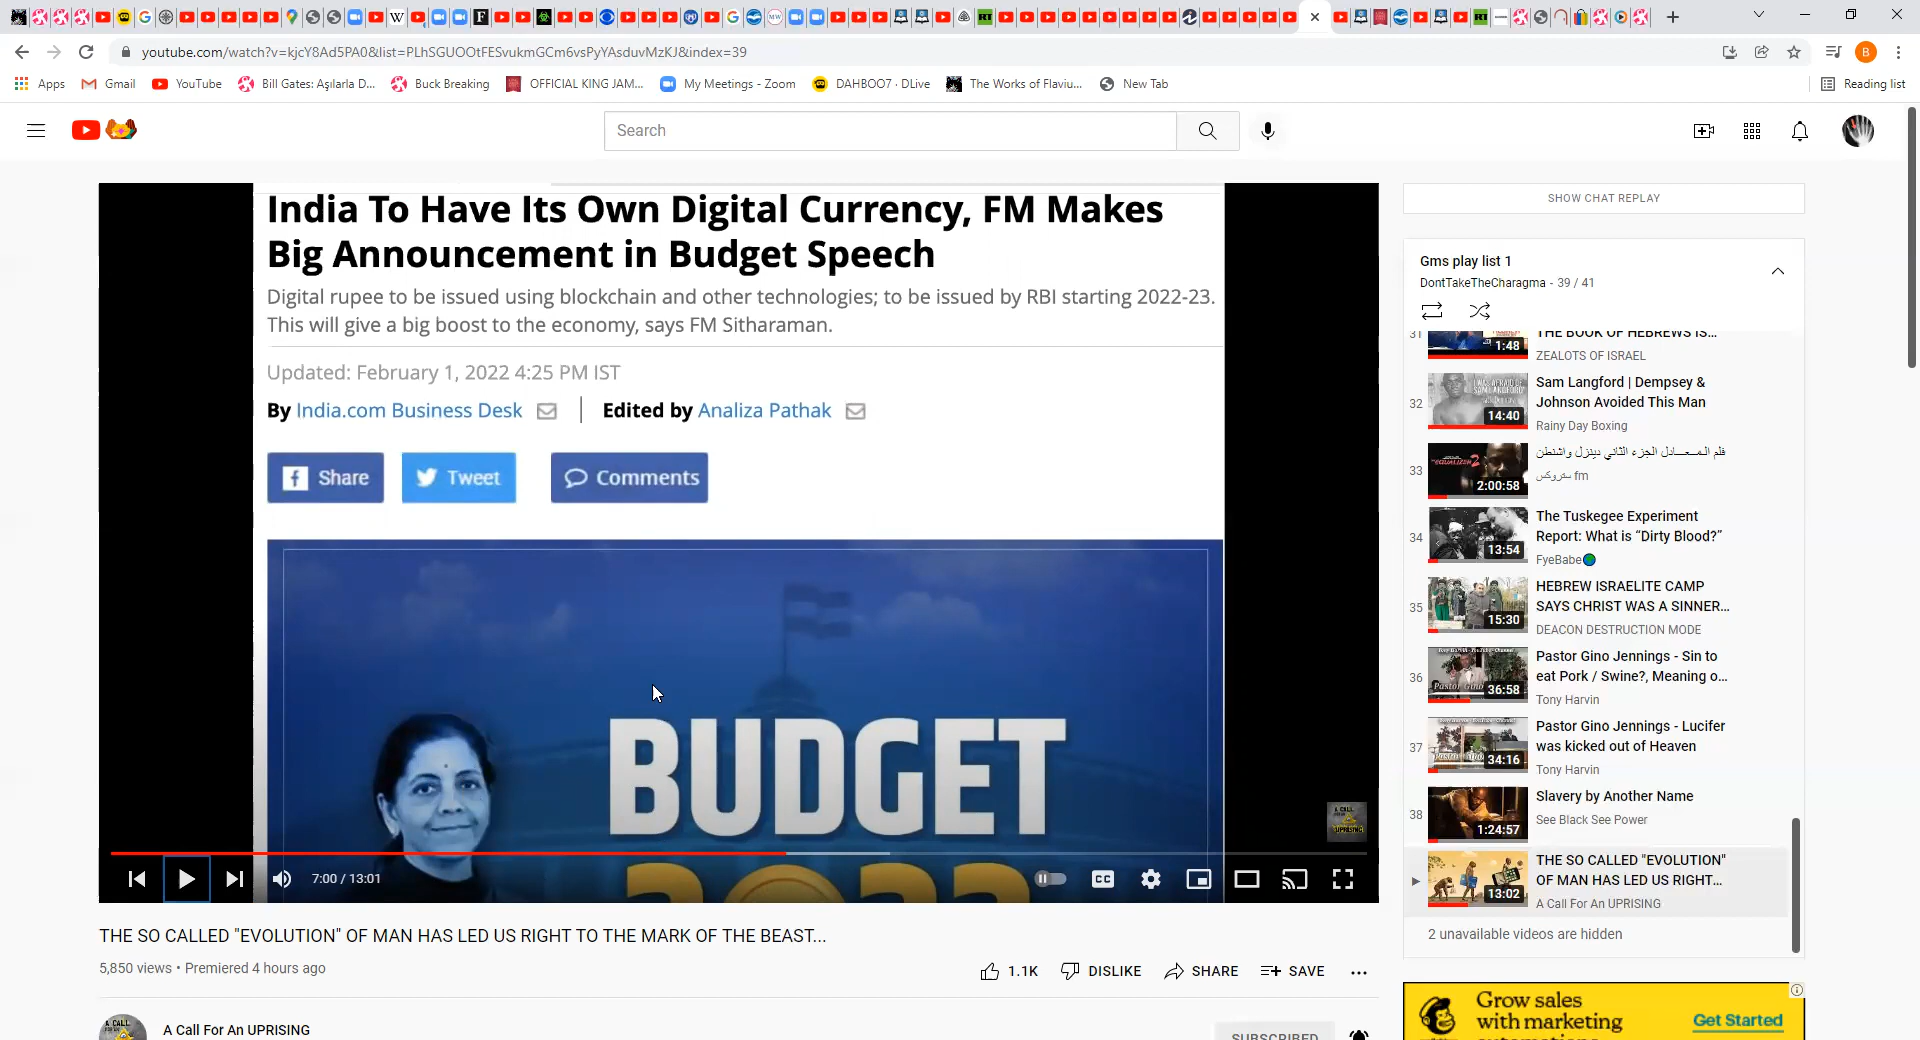 youtube.com/watch?v=kjcY8Ad5PA0&list=PLhSGUOOtFESvukmGCm6vsPyYAsduvMzKJ&index=39
B
Apps
Gmail
YouTube
Bill Gates: Aşılarla D...
Buck Breaking
OFFICIAL KING JAM...
My Meetings - Zoom
DAHBOO7 · DLive
The Works of Flaviu...
New Tab
Reading list
Search
India To Have Its Own Digital Currency, FM Makes
Big Announcement in Budget Speech
Digital rupee to be issued using blockchain and other technologies; to be issued by RBI starting 2022-23.
This will give a big boost to the economy, says FM Sitharaman.
Updated: February 1, 2022 4:25 PM IST
By India.com Business Desk
Edited by Analiza Pathak
Share
Tweet
Comments
BUDGET
2022
7:00 / 13:01
CC
THE SO CALLED "EVOLUTION" OF MAN HAS LED US RIGHT TO THE MARK OF THE BEAST...
5,850 views • Premiered 4 hours ago
1.1K
DISLIKE
SHARE
SAVE
A Call For An UPRISING
SUBSCRIBED
SHOW CHAT REPLAY
Gms play list 1
DontTakeTheCharagma - 39 / 41
31
THE BOOK OF HEBREWS IS...
1:48
ZEALOTS OF ISRAEL
32
Sam Langford | Dempsey &
Johnson Avoided This Man
14:40
Rainy Day Boxing
33
فلم الـمـــعــــادل الجزء الثاني دينزل واشنطن
2:00:58
ستروكس fm
34
The Tuskegee Experiment
Report: What is “Dirty Blood?”
13:54
FyeBabe
35
HEBREW ISRAELITE CAMP
SAYS CHRIST WAS A SINNER...
15:30
DEACON DESTRUCTION MODE
36
Pastor Gino Jennings - Sin to
eat Pork / Swine?, Meaning o...
36:58
Tony Harvin
37
Pastor Gino Jennings - Lucifer
was kicked out of Heaven
34:16
Tony Harvin
38
Slavery by Another Name
1:24:57
See Black See Power
THE SO CALLED "EVOLUTION"
OF MAN HAS LED US RIGHT...
13:02
A Call For An UPRISING
2 unavailable videos are hidden
Grow sales
with marketing
Get Started